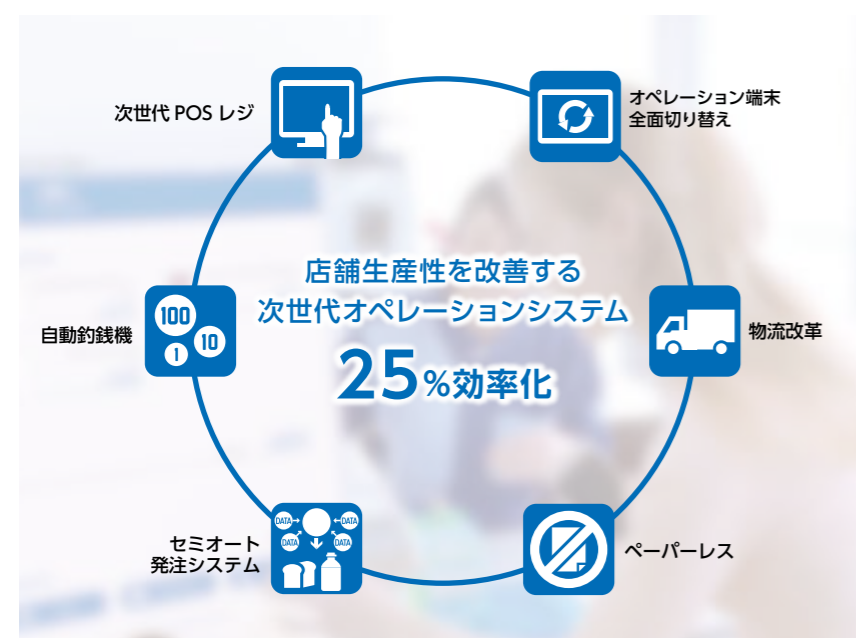 次世代 POS レジ
オペレーション端末
全面切り替え
店舗生産性を改善する
次世代オペレーションシステム
25%効率化
自動釣銭機
100
10
1
物流改革
セミオート
発注システム
DATA
DATA
DATA
DATA
ペーパーレス